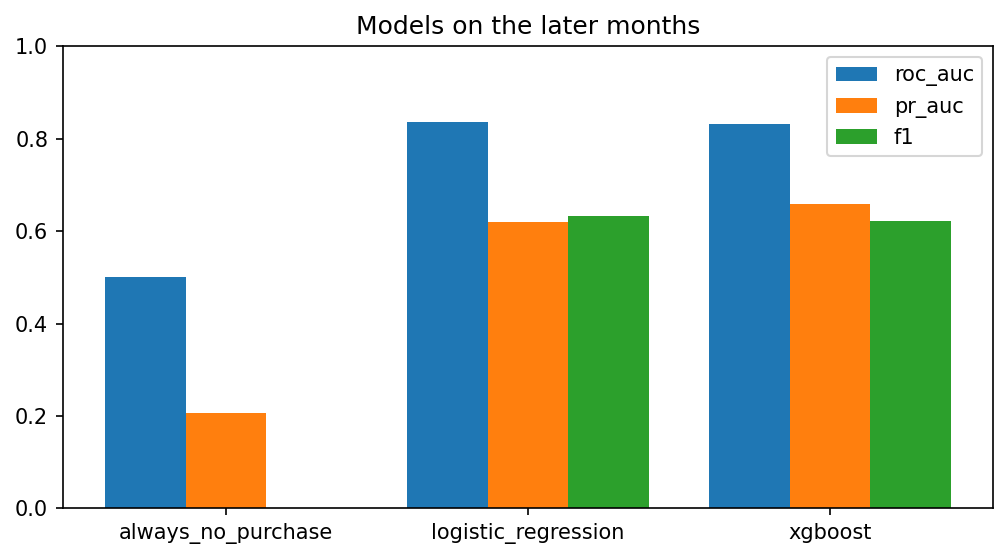 Models on the later months
1.0
0.8
0.6
0.4
0.2
0.0
roc_auc
pr_auc
f1
always_no_purchase
logistic_regression
xgboost